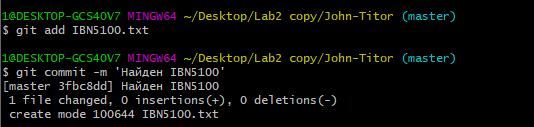 1@DESKTOP-GCS40V7 MINGW64 ~/Desktop/Lab2 copy/John-Titor (master)
$ git add IBN5100.txt
1@DESKTOP-GCS40V7 MINGW64 ~/Desktop/Lab2 copy/John-Titor (master)
$ git commit -m 'Найден IBN5100'
[master 3fbc8dd] Найден IBN5100
 1 file changed, 0 insertions(+), 0 deletions(-)
 create mode 100644 IBN5100.txt